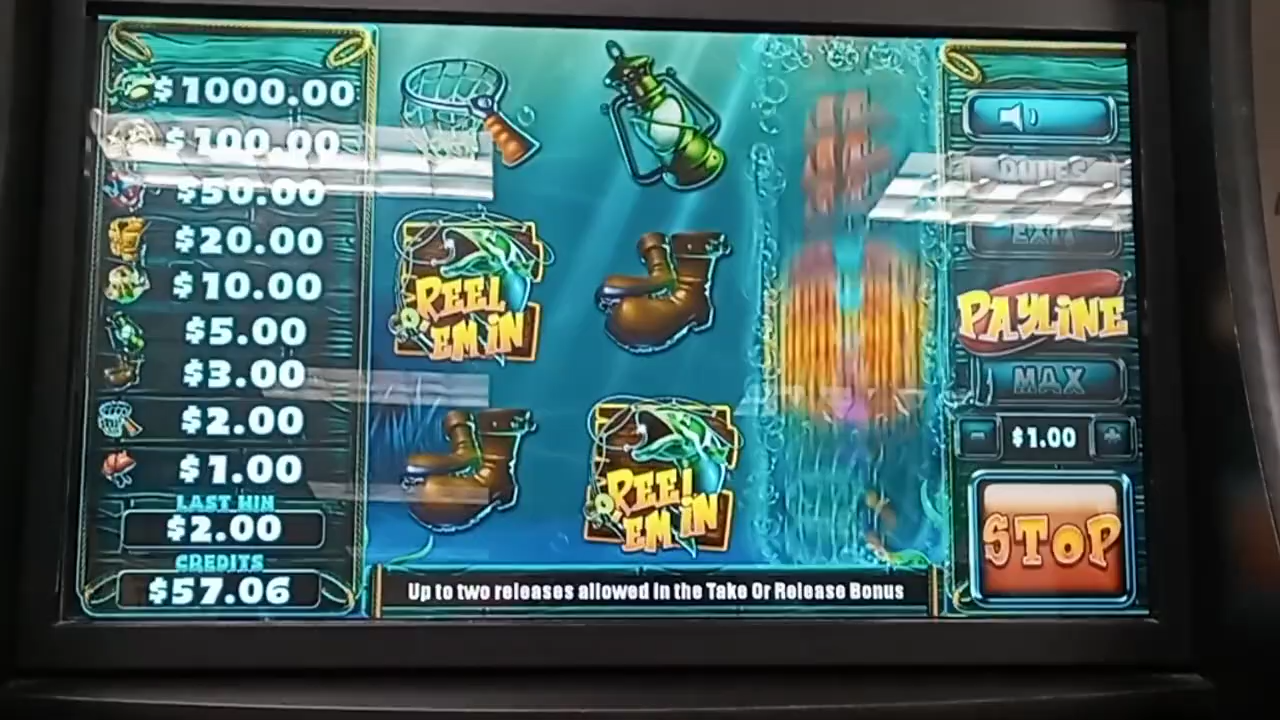 $1000.00
$100.00
$50.00
$20.00
$10.00
$5.00
$3.00
$2.00
$1.00
LAST WIN
$2.00
CREDITS
$57.06
REEL
'EM IN
REEL
'EM IN
Up to two releases allowed in the Take Or Release Bonus
EXIT
PAYLINE
MAX
- $1.00 +
STOP